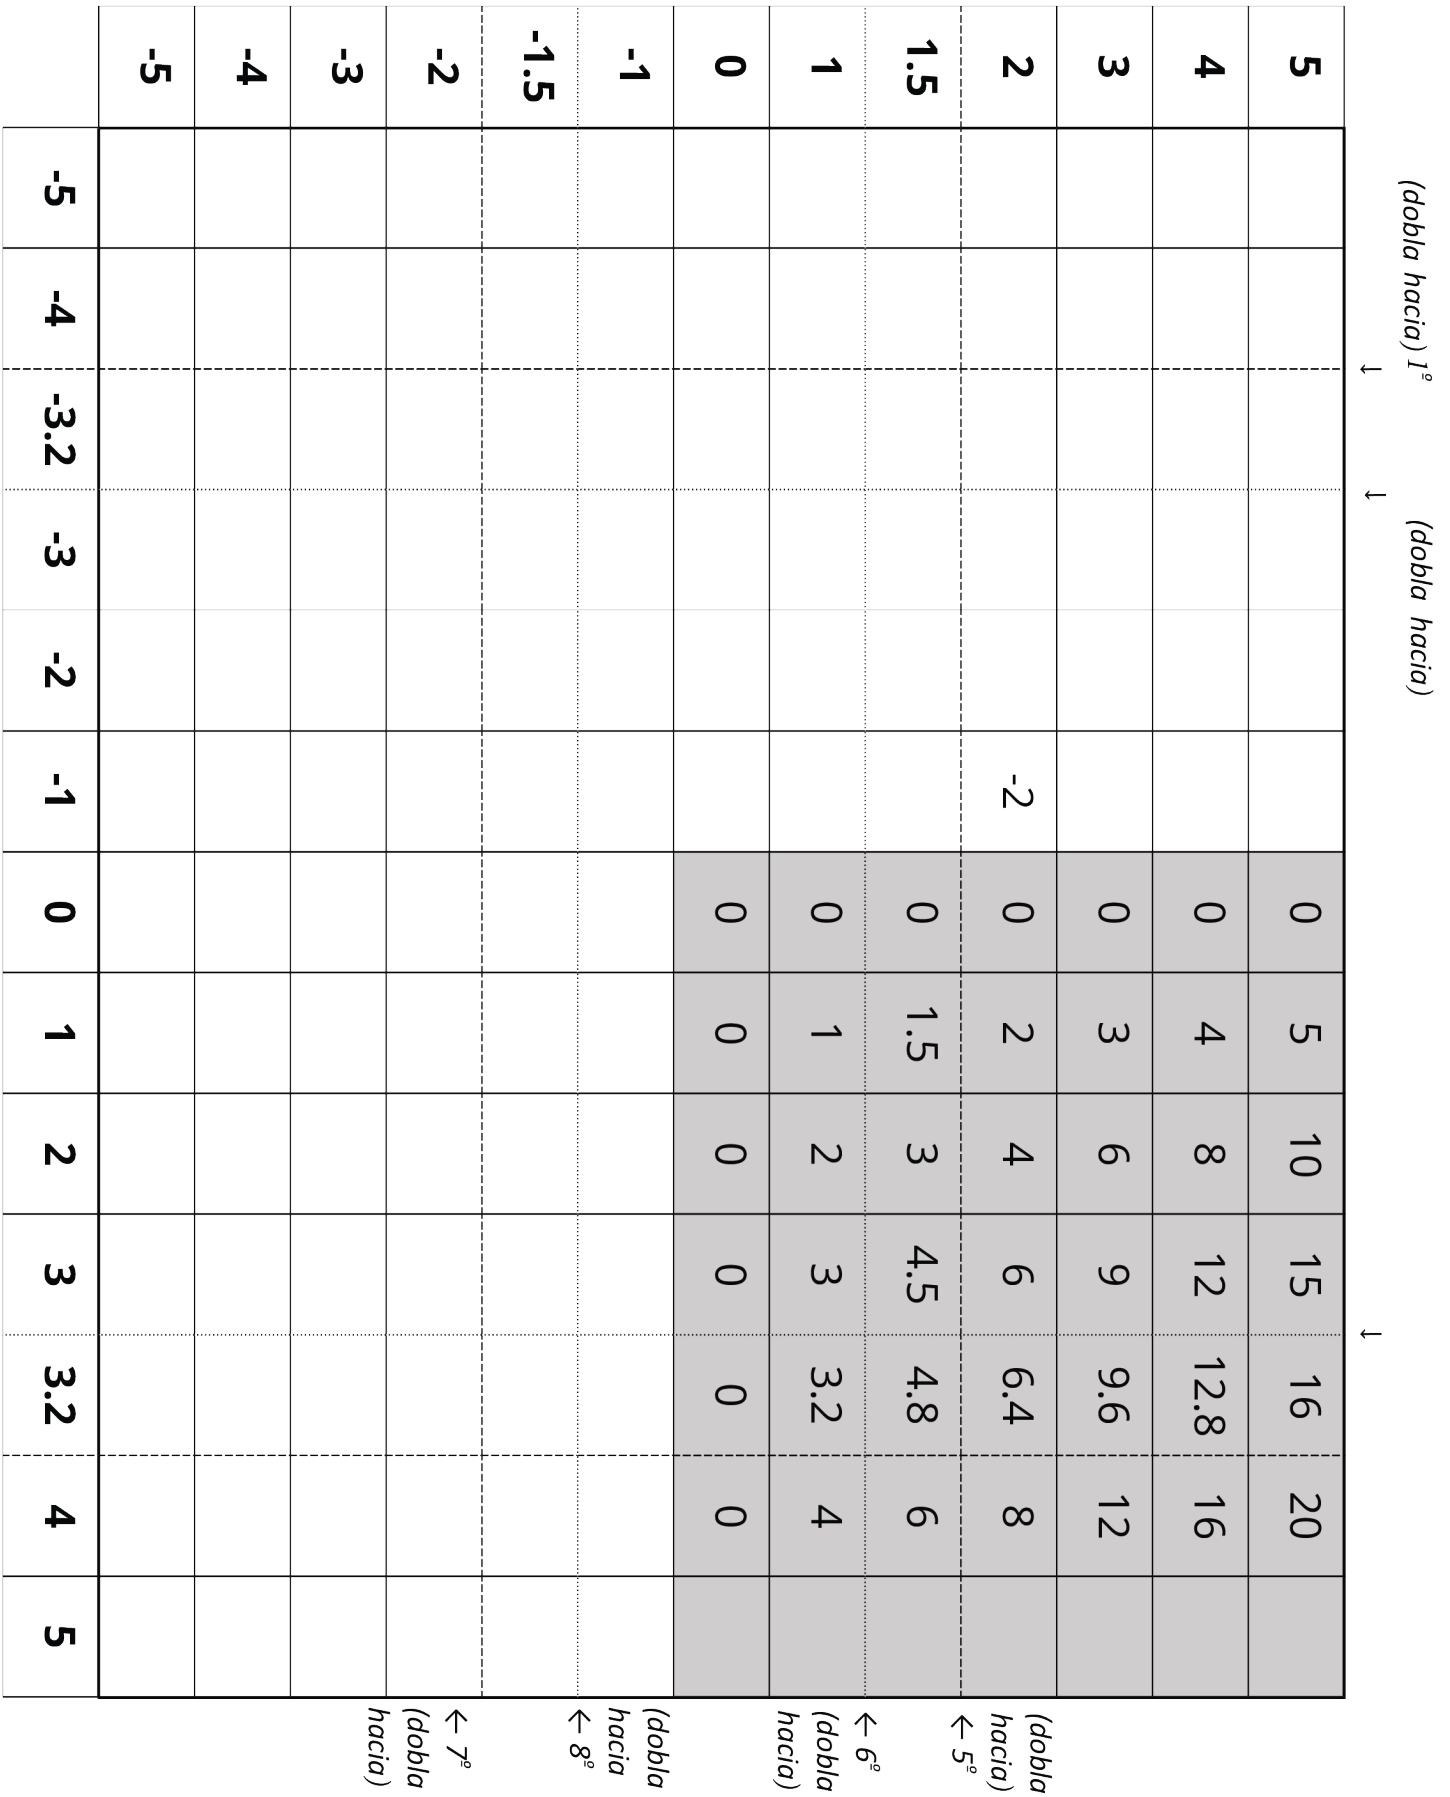 (dobla hacia) 1º (dobla hacia)
↓ ↓ ↓
5 0 5 10 15 16 20
4 0 4 8 12 12.8 16
3 0 3 6 9 9.6 12
2 -2 0 2 4 6 6.4 8
(dobla
hacia)
← 5º
1.5 0 1.5 3 4.5 4.8 6
← 6º
1 0 1 2 3 3.2 4
(dobla
hacia)
0 0 0 0 0 0 0
-1
(dobla
hacia
← 8º
-1.5
-2
← 7º
(dobla
hacia)
-3
-4
-5
-5 -4 -3.2 -3 -2 -1 0 1 2 3 3.2 4 5